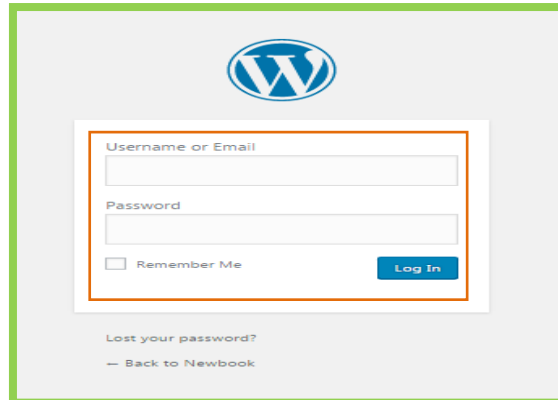 Username or Email
Password
Remember Me
Log In
Lost your password?
← Back to Newbook